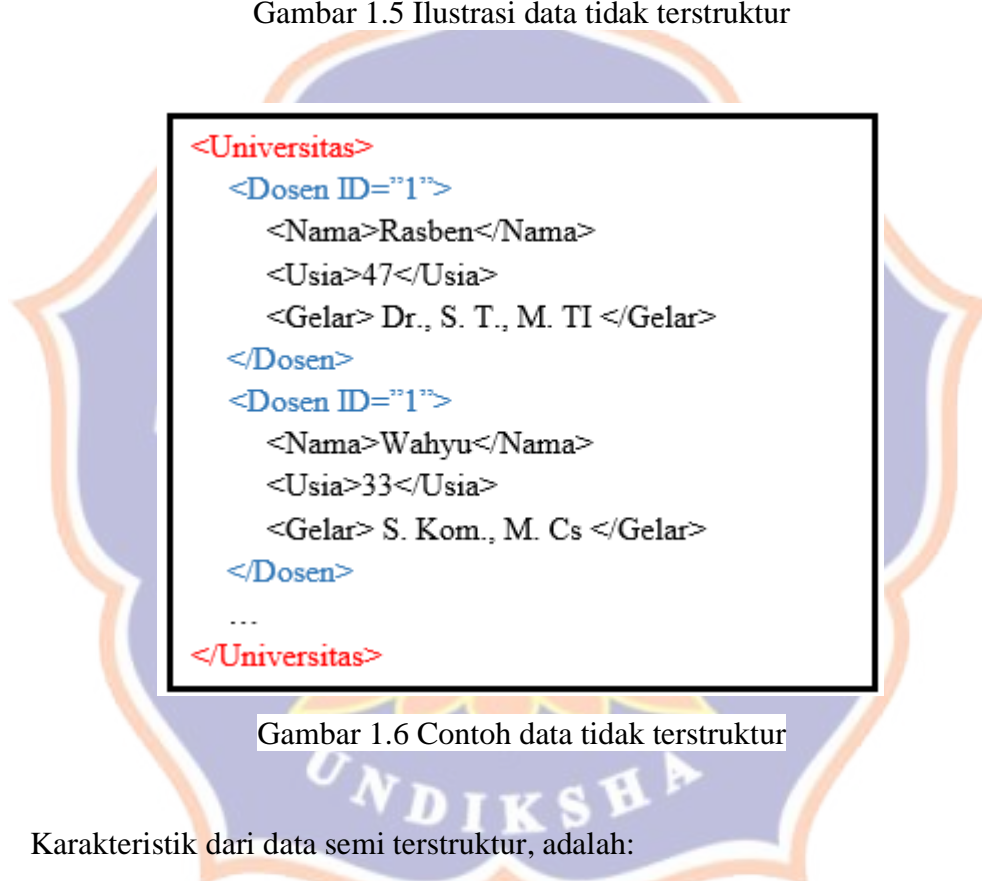 Gambar 1.5 Ilustrasi data tidak terstruktur
<Universitas>
<Dosen ID=”1”>
<Nama>Rasben</Nama>
<Usia>47</Usia>
<Gelar> Dr., S. T., M. TI </Gelar>
</Dosen>
<Dosen ID=”1”>
<Nama>Wahyu</Nama>
<Usia>33</Usia>
<Gelar> S. Kom., M. Cs </Gelar>
</Dosen>
…
</Universitas>
Gambar 1.6 Contoh data tidak terstruktur
UNDIKSHA
Karakteristik dari data semi terstruktur, adalah: